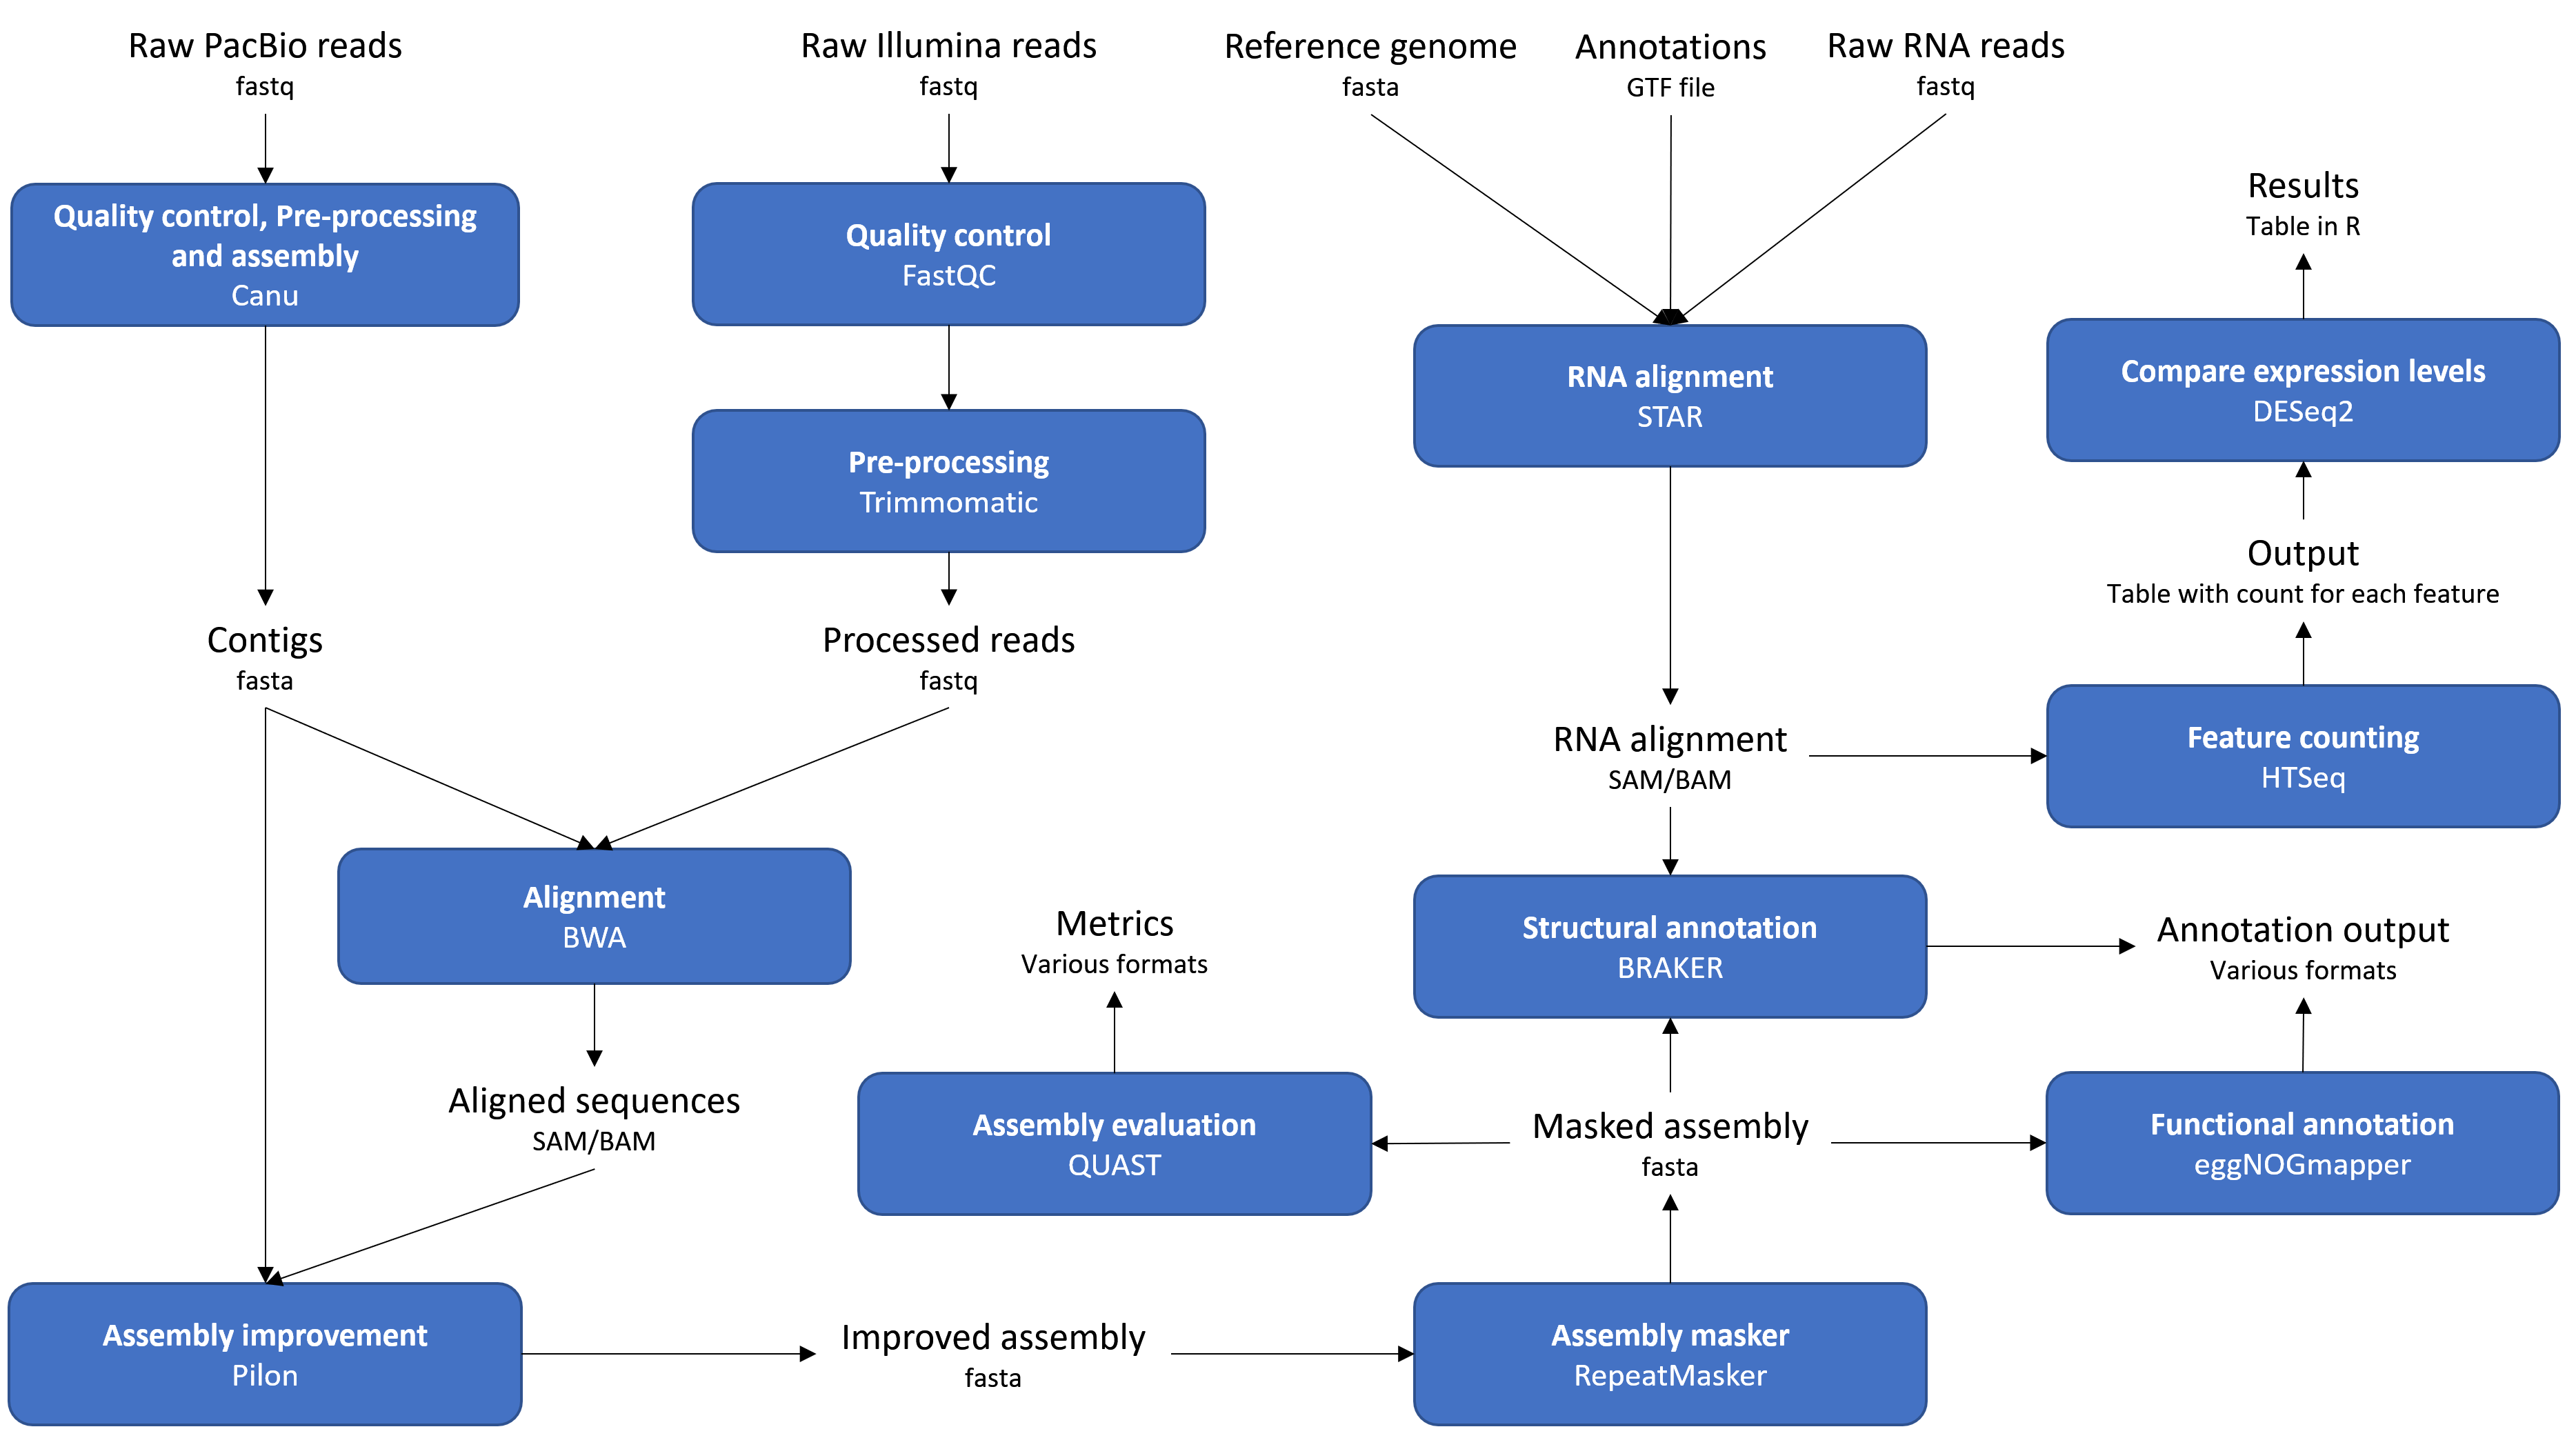 Raw PacBio reads
fastq
Raw Illumina reads
fastq
Reference genome
fasta
Annotations
GTF file
Raw RNA reads
fastq
Quality control, Pre-processing
and assembly
Canu
Quality control
FastQC
Results
Table in R
RNA alignment
STAR
Compare expression levels
DESeq2
Pre-processing
Trimmomatic
Output
Table with count for each feature
Contigs
fasta
Processed reads
fastq
RNA alignment
SAM/BAM
Feature counting
HTSeq
Alignment
BWA
Metrics
Various formats
Structural annotation
BRAKER
Annotation output
Various formats
Aligned sequences
SAM/BAM
Assembly evaluation
QUAST
Masked assembly
fasta
Functional annotation
eggNOGmapper
Assembly improvement
Pilon
Improved assembly
fasta
Assembly masker
RepeatMasker